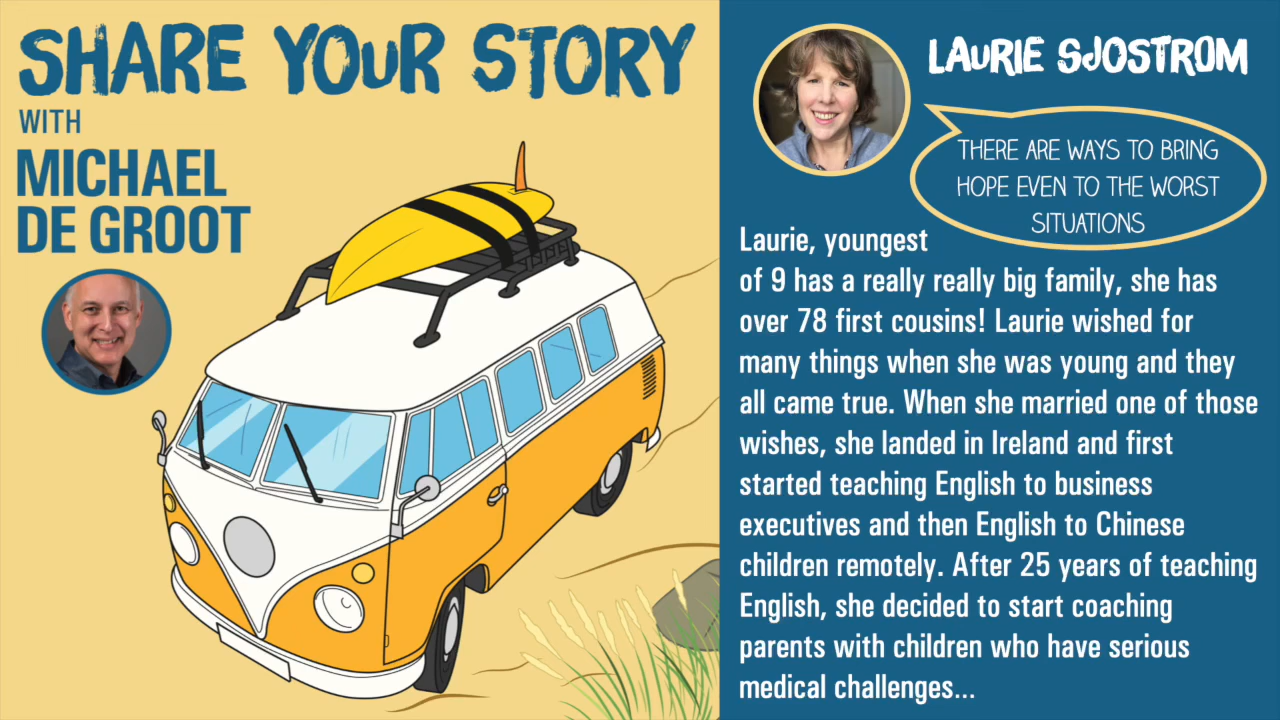 SHARE YOUR STORY
WITH
MICHAEL
DE GROOT
LAURIE SJOSTROM
THERE ARE WAYS TO BRING
HOPE EVEN TO THE WORST
SITUATIONS
Laurie, youngest
of 9 has a really really big family, she has
over 78 first cousins! Laurie wished for
many things when she was young and they
all came true. When she married one of those
wishes, she landed in Ireland and first
started teaching English to business
executives and then English to Chinese
children remotely. After 25 years of teaching
English, she decided to start coaching
parents with children who have serious
medical challenges...